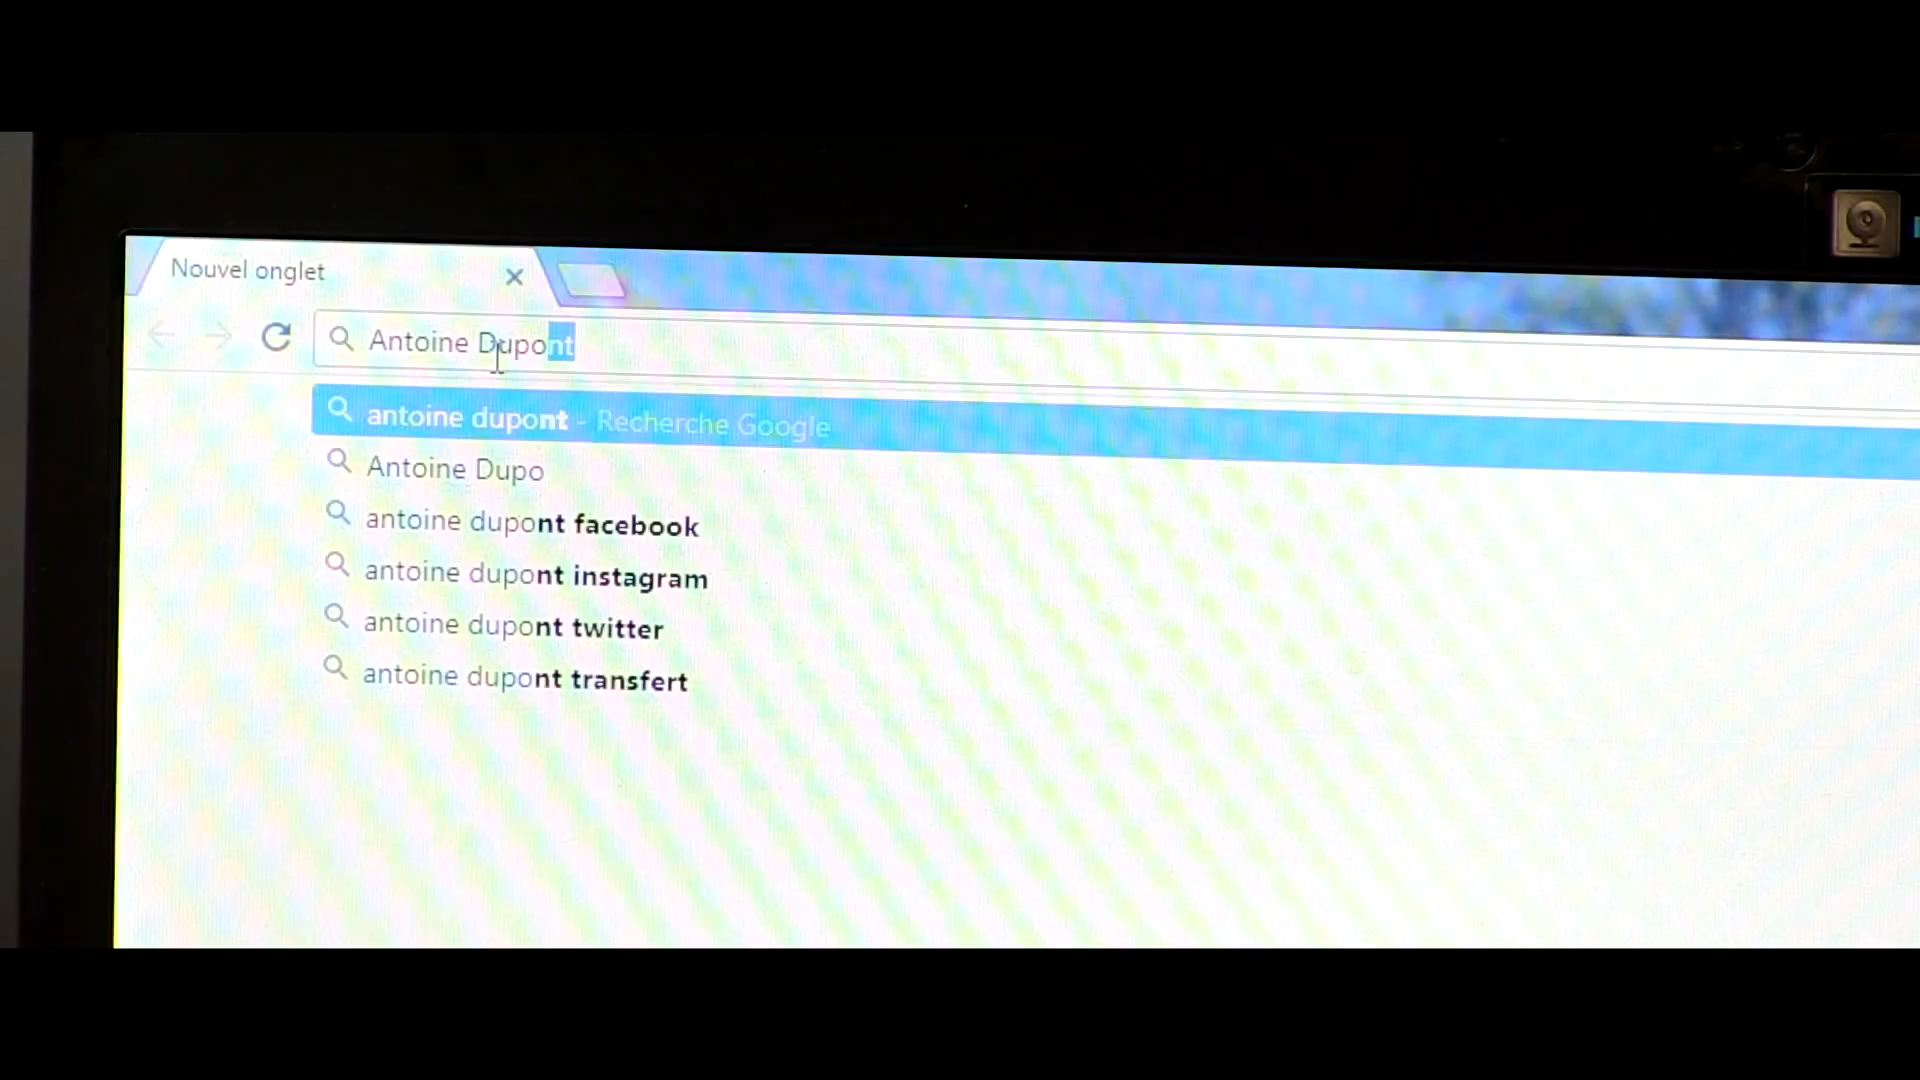 Nouvel onglet
Antoine Dupont
antoine dupont - Recherche Google
Antoine Dupo
antoine dupont facebook
antoine dupont instagram
antoine dupont twitter
antoine dupont transfert